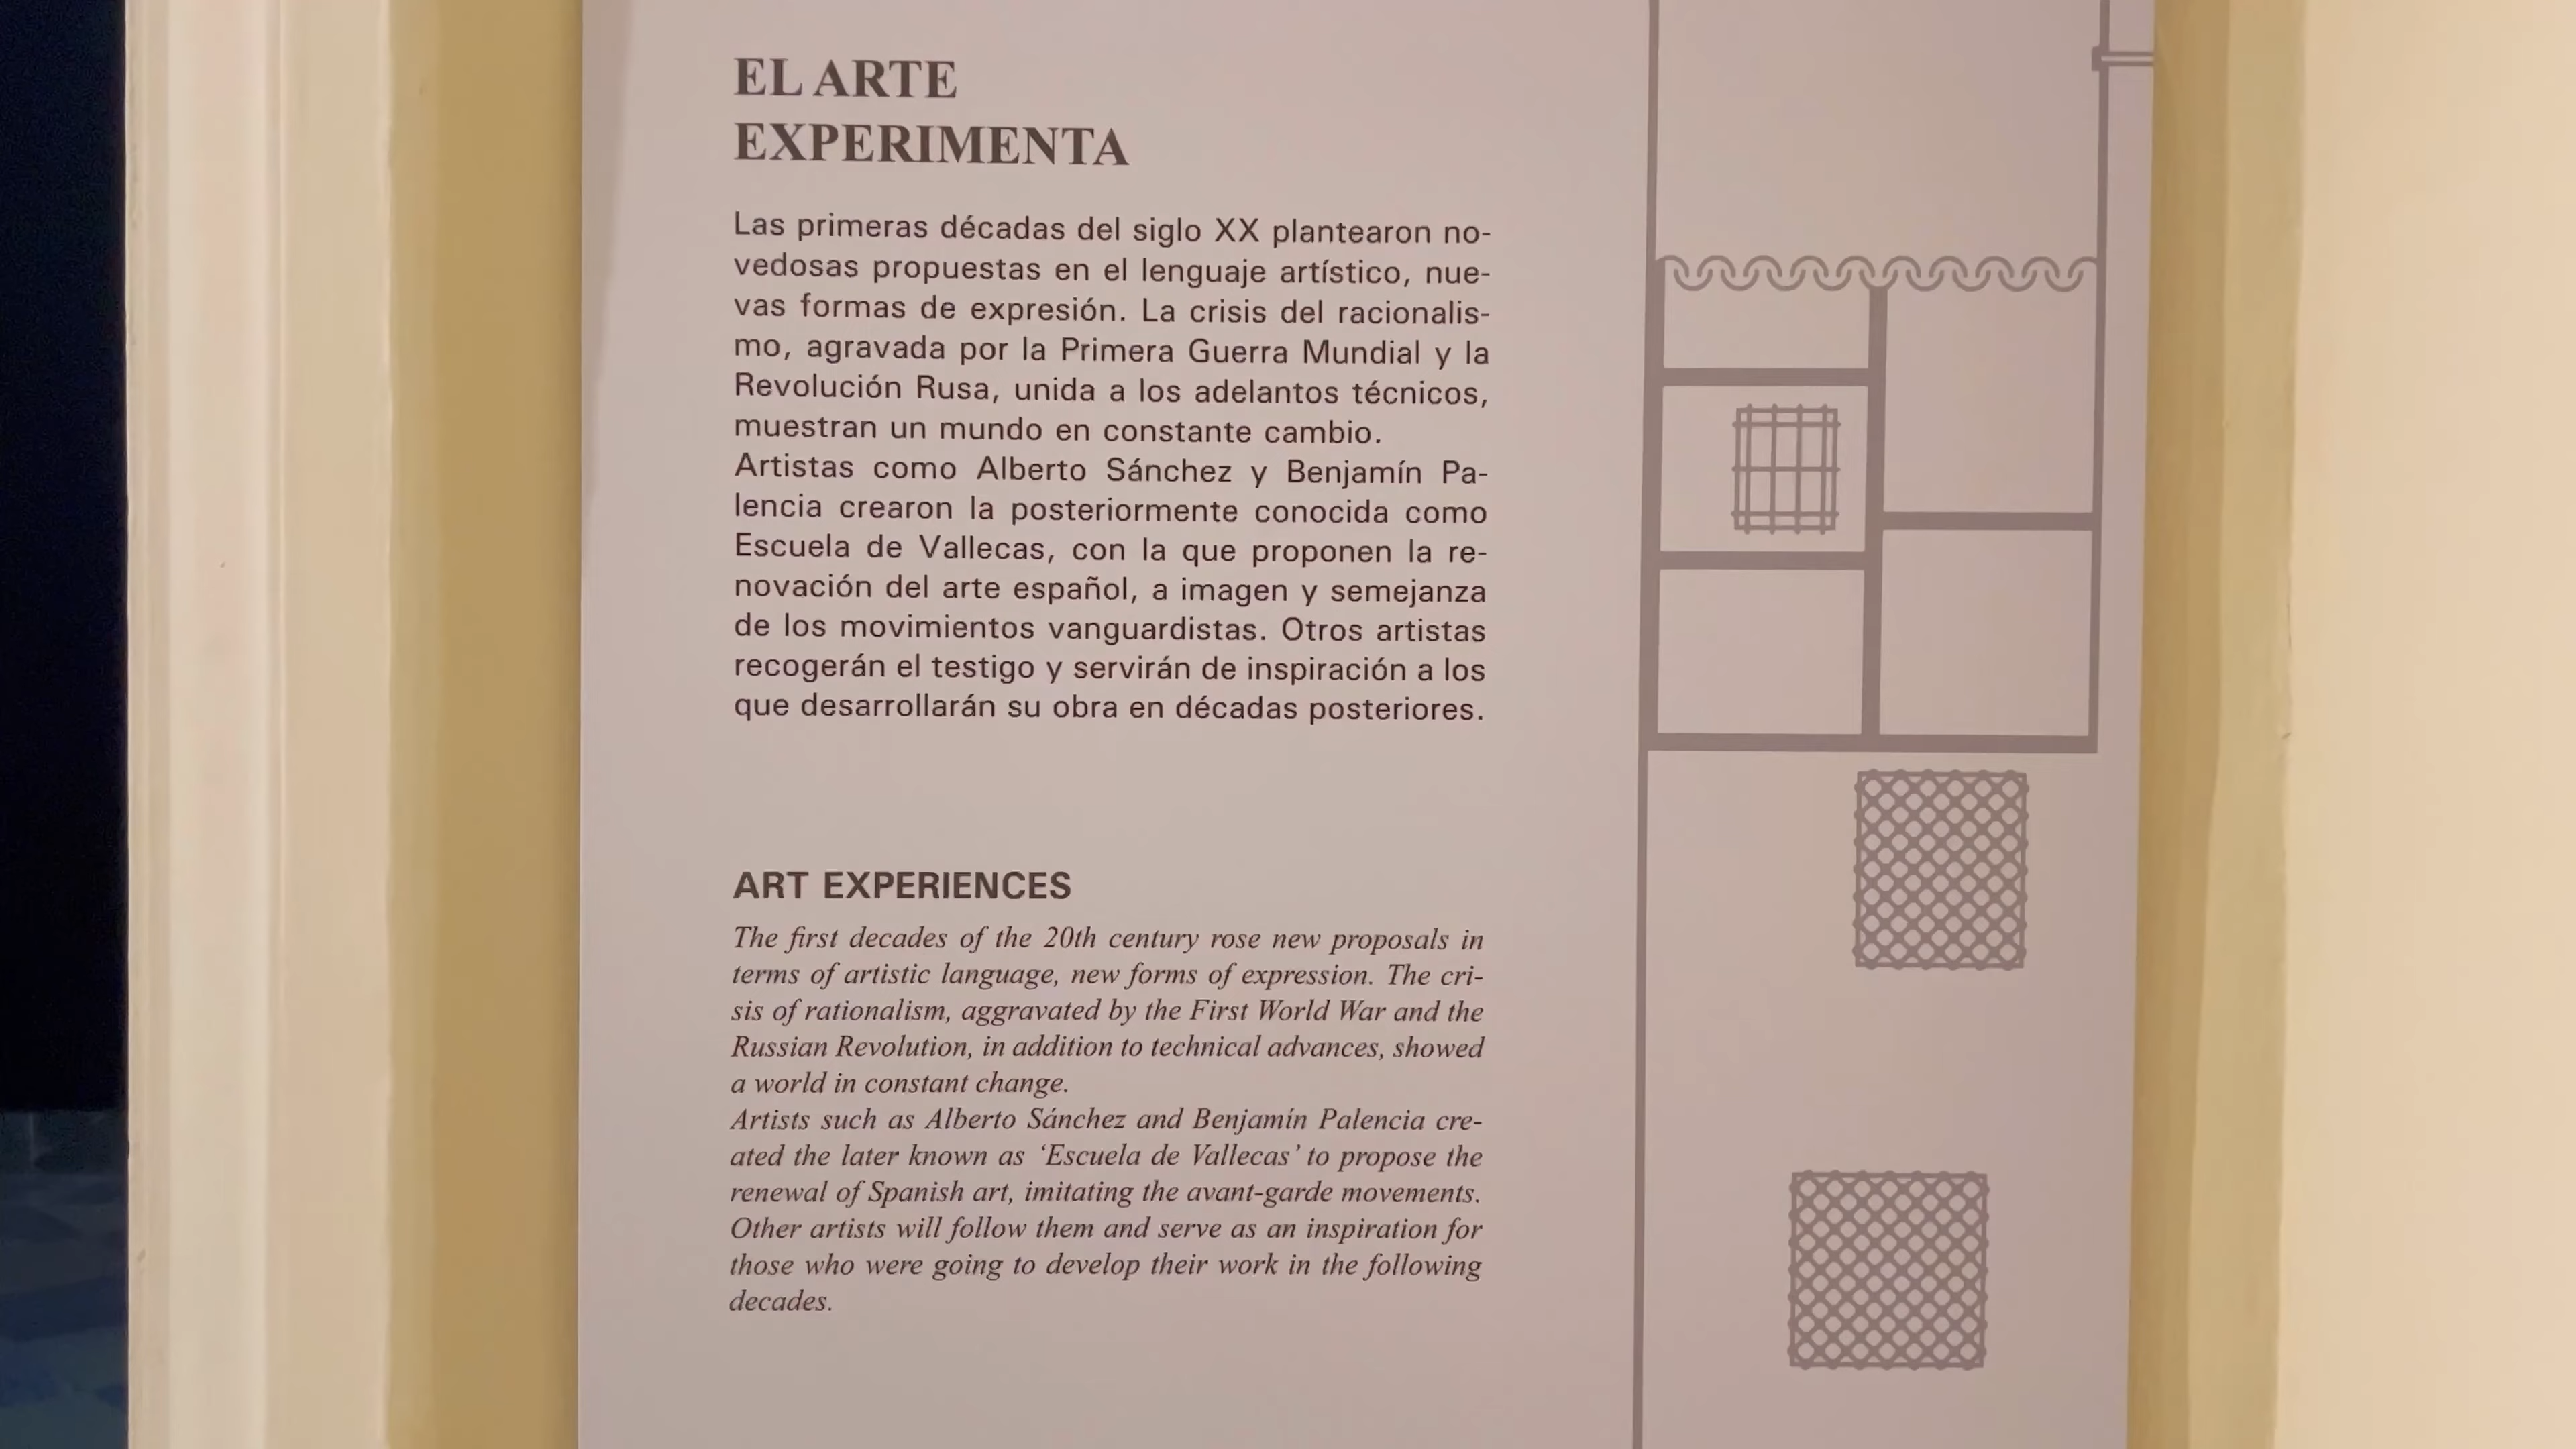 EL ARTE
EXPERIMENTA
Las primeras décadas del siglo XX plantearon no-
vedosas propuestas en el lenguaje artístico, nue-
vas formas de expresión. La crisis del racionalis-
mo, agravada por la Primera Guerra Mundial y la
Revolución Rusa, unida a los adelantos técnicos,
muestran un mundo en constante cambio.
Artistas como Alberto Sánchez y Benjamín Pa-
lencia crearon la posteriormente conocida como
Escuela de Vallecas, con la que proponen la re-
novación del arte español, a imagen y semejanza
de los movimientos vanguardistas. Otros artistas
recogerán el testigo y servirán de inspiración a los
que desarrollarán su obra en décadas posteriores.
ART EXPERIENCES
The first decades of the 20th century rose new proposals in
terms of artistic language, new forms of expression. The cri-
sis of rationalism, aggravated by the First World War and the
Russian Revolution, in addition to technical advances, showed
a world in constant change.
Artists such as Alberto Sánchez and Benjamín Palencia cre-
ated the later known as ‘Escuela de Vallecas’ to propose the
renewal of Spanish art, imitating the avant-garde movements.
Other artists will follow them and serve as an inspiration for
those who were going to develop their work in the following
decades.